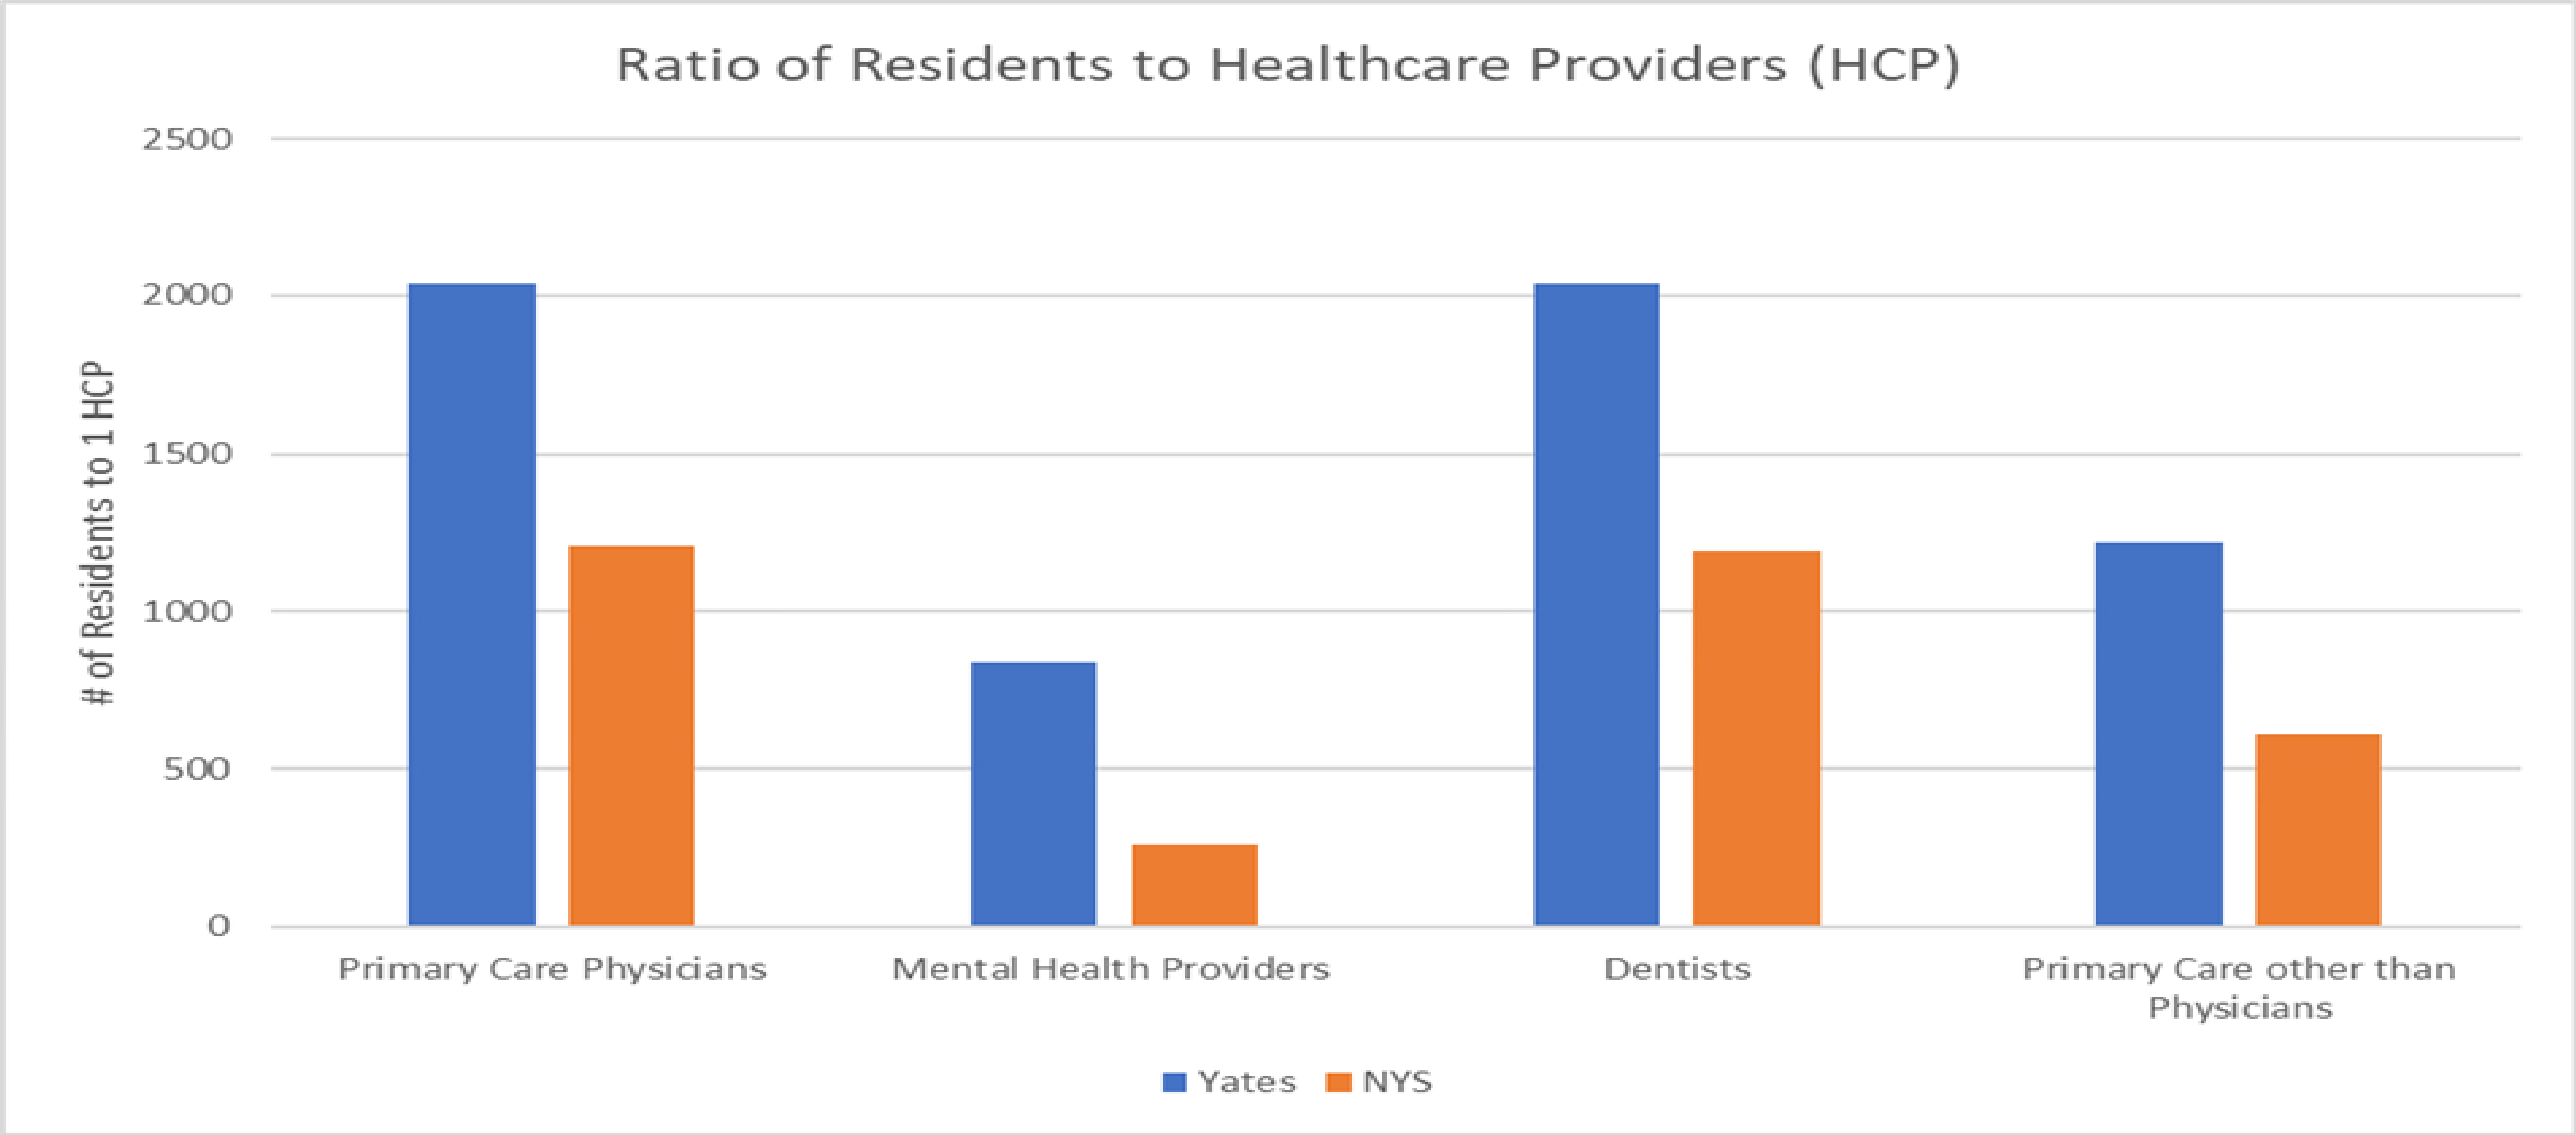 Ratio of Residents to Healthcare Providers (HCP)
# of Residents to 1 HCP
2500
2000
1500
1000
500
0
Primary Care Physicians
Mental Health Providers
Dentists
Primary Care other than
Physicians
Yates
NYS